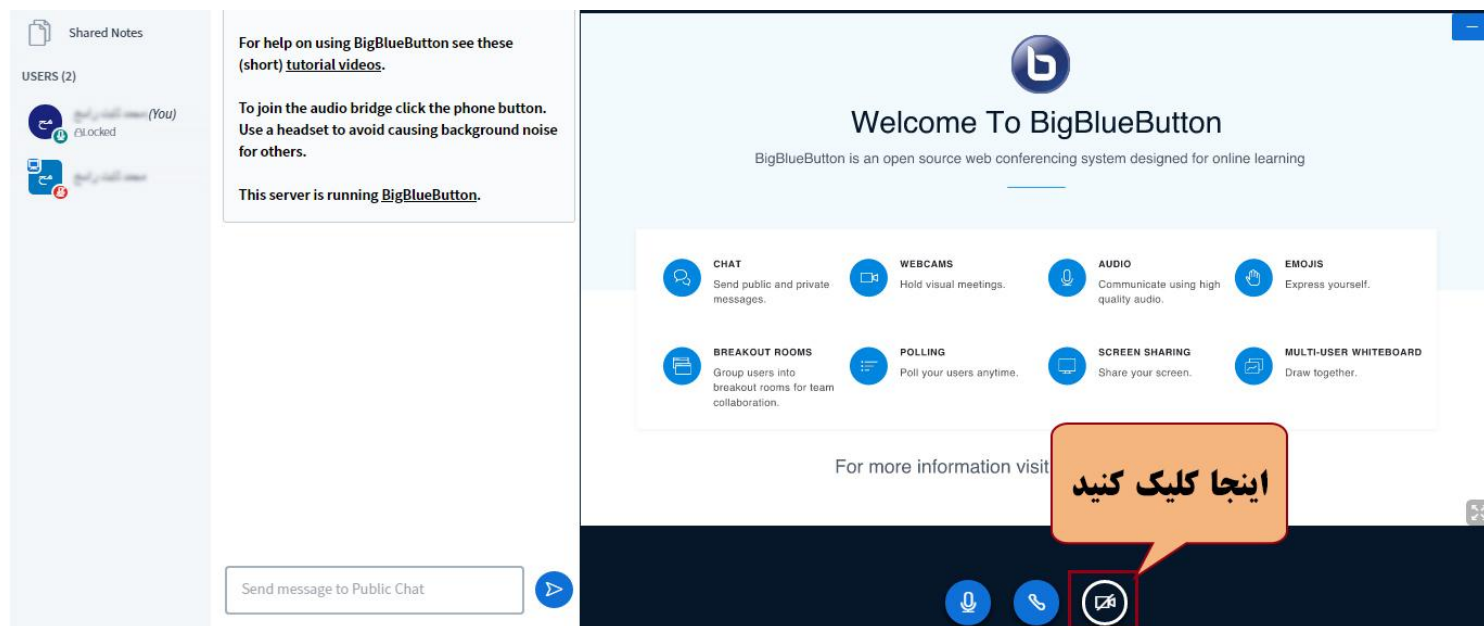 Shared Notes
USERS (2)
(You)
مح
Locked
مح
For help on using BigBlueButton see these
(short) tutorial videos.
To join the audio bridge click the phone button.
Use a headset to avoid causing background noise
for others.
This server is running BigBlueButton.
Send message to Public Chat
b
Welcome To BigBlueButton
BigBlueButton is an open source web conferencing system designed for online learning
CHAT
Send public and private
messages.
WEBCAMS
Hold visual meetings.
AUDIO
Communicate using high
quality audio.
EMOJIS
Express yourself.
BREAKOUT ROOMS
Group users into
breakout rooms for team
collaboration.
POLLING
Poll your users anytime.
SCREEN SHARING
Share your screen.
MULTI-USER WHITEBOARD
Draw together.
For more information visit
اینجا کلیک کنید